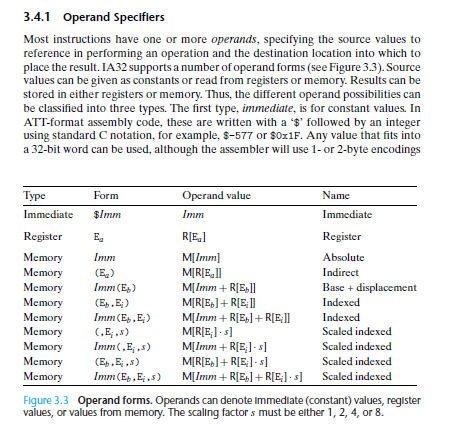 3.4.1 Operand Specifiers
Most instructions have one or more operands, specifying the source values to
reference in performing an operation and the destination location into which to
place the result. IA32 supports a number of operand forms (see Figure 3.3). Source
values can be given as constants or read from registers or memory. Results can be
stored in either registers or memory. Thus, the different operand possibilities can
be classified into three types. The first type, immediate, is for constant values. In
ATT-format assembly code, these are written with a ‘$’ followed by an integer
using standard C notation, for example, $-577 or $0x1F. Any value that fits into
a 32-bit word can be used, although the assembler will use 1- or 2-byte encodings
Type Form Operand value Name
Immediate $Imm Imm Immediate
Register Eₐ R[Eₐ] Register
Memory Imm M[Imm] Absolute
Memory (Eₐ) M[R[Eₐ]] Indirect
Memory Imm(E_b) M[Imm + R[E_b]] Base + displacement
Memory (E_b,E_i) M[R[E_b] + R[E_i]] Indexed
Memory Imm(E_b,E_i) M[Imm + R[E_b] + R[E_i]] Indexed
Memory (,E_i,s) M[R[E_i] · s] Scaled indexed
Memory Imm(,E_i,s) M[Imm + R[E_i] · s] Scaled indexed
Memory (E_b,E_i,s) M[R[E_b] + R[E_i] · s] Scaled indexed
Memory Imm(E_b,E_i,s) M[Imm + R[E_b] + R[E_i] · s] Scaled indexed
Figure 3.3 Operand forms. Operands can denote immediate (constant) values, register
values, or values from memory. The scaling factor s must be either 1, 2, 4, or 8.